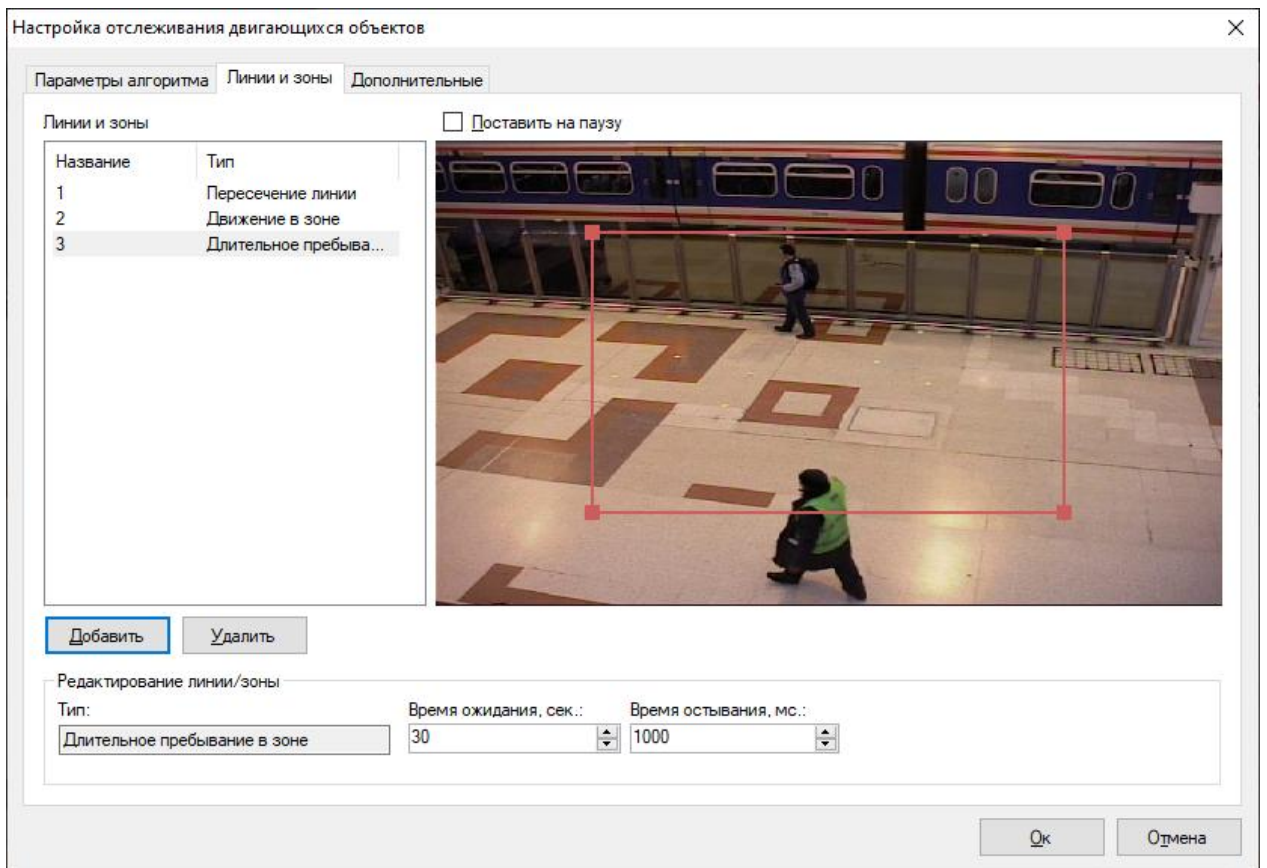 Настройка отслеживания двигающихся объектов
Параметры алгоритма Линии и зоны Дополнительные
Линии и зоны
Поставить на паузу
Название Тип
1 Пересечение линии
2 Движение в зоне
3 Длительное пребыва...
Добавить Удалить
Редактирование линии/зоны
Тип: Время ожидания, сек.: Время остывания, мс.:
Длительное пребывание в зоне 30 1000
Ок Отмена